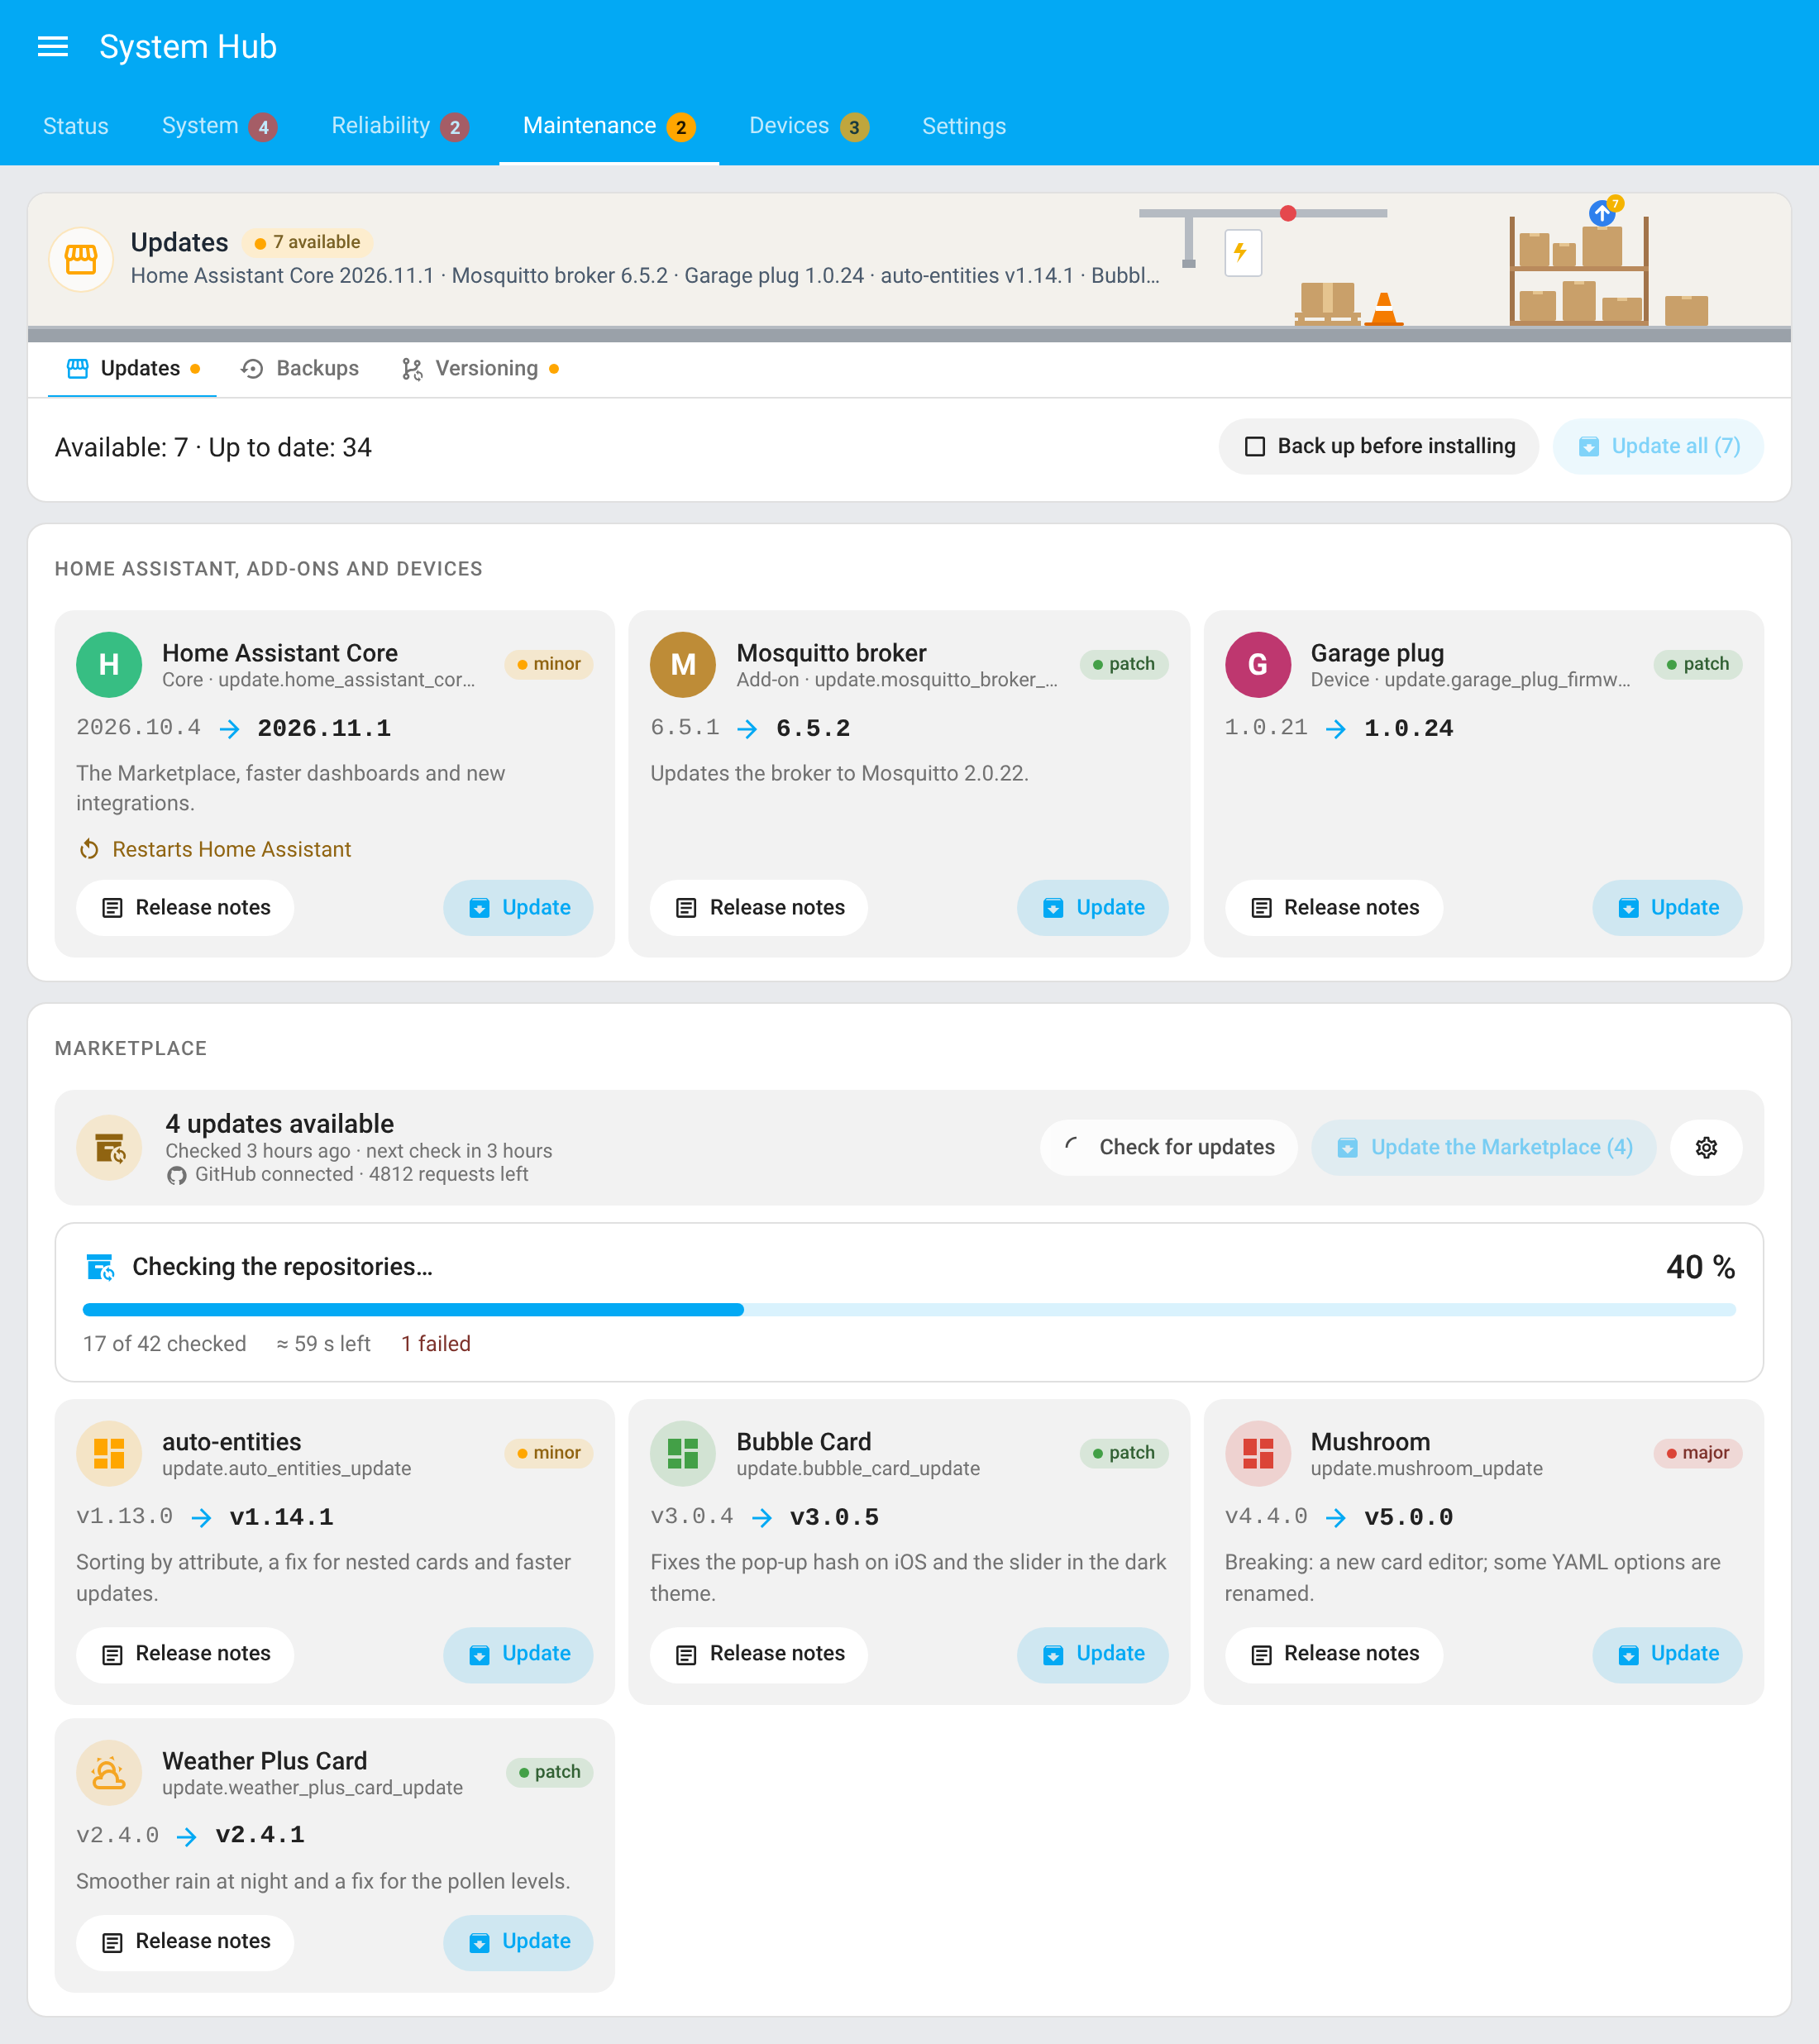 System Hub
Status
System 4
Reliability 2
Maintenance 2
Devices 3
Settings
Updates
7 available
Home Assistant Core 2026.11.1 · Mosquitto broker 6.5.2 · Garage plug 1.0.24 · auto-entities v1.14.1 · Bubbl...
7
Updates
Backups
Versioning
Available: 7 · Up to date: 34
Back up before installing
Update all (7)
HOME ASSISTANT, ADD-ONS AND DEVICES
H
Home Assistant Core
Core · update.home_assistant_cor...
minor
2026.10.4 → 2026.11.1
The Marketplace, faster dashboards and new
integrations.
Restarts Home Assistant
Release notes
Update
M
Mosquitto broker
Add-on · update.mosquitto_broker_...
patch
6.5.1 → 6.5.2
Updates the broker to Mosquitto 2.0.22.
Release notes
Update
G
Garage plug
Device · update.garage_plug_firmw...
patch
1.0.21 → 1.0.24
Release notes
Update
MARKETPLACE
4 updates available
Checked 3 hours ago · next check in 3 hours
GitHub connected · 4812 requests left
Check for updates
Update the Marketplace (4)
Checking the repositories...
40 %
17 of 42 checked
≈ 59 s left
1 failed
auto-entities
update.auto_entities_update
minor
v1.13.0 → v1.14.1
Sorting by attribute, a fix for nested cards and faster
updates.
Release notes
Update
Bubble Card
update.bubble_card_update
patch
v3.0.4 → v3.0.5
Fixes the pop-up hash on iOS and the slider in the dark
theme.
Release notes
Update
Mushroom
update.mushroom_update
major
v4.4.0 → v5.0.0
Breaking: a new card editor; some YAML options are
renamed.
Release notes
Update
Weather Plus Card
update.weather_plus_card_update
patch
v2.4.0 → v2.4.1
Smoother rain at night and a fix for the pollen levels.
Release notes
Update